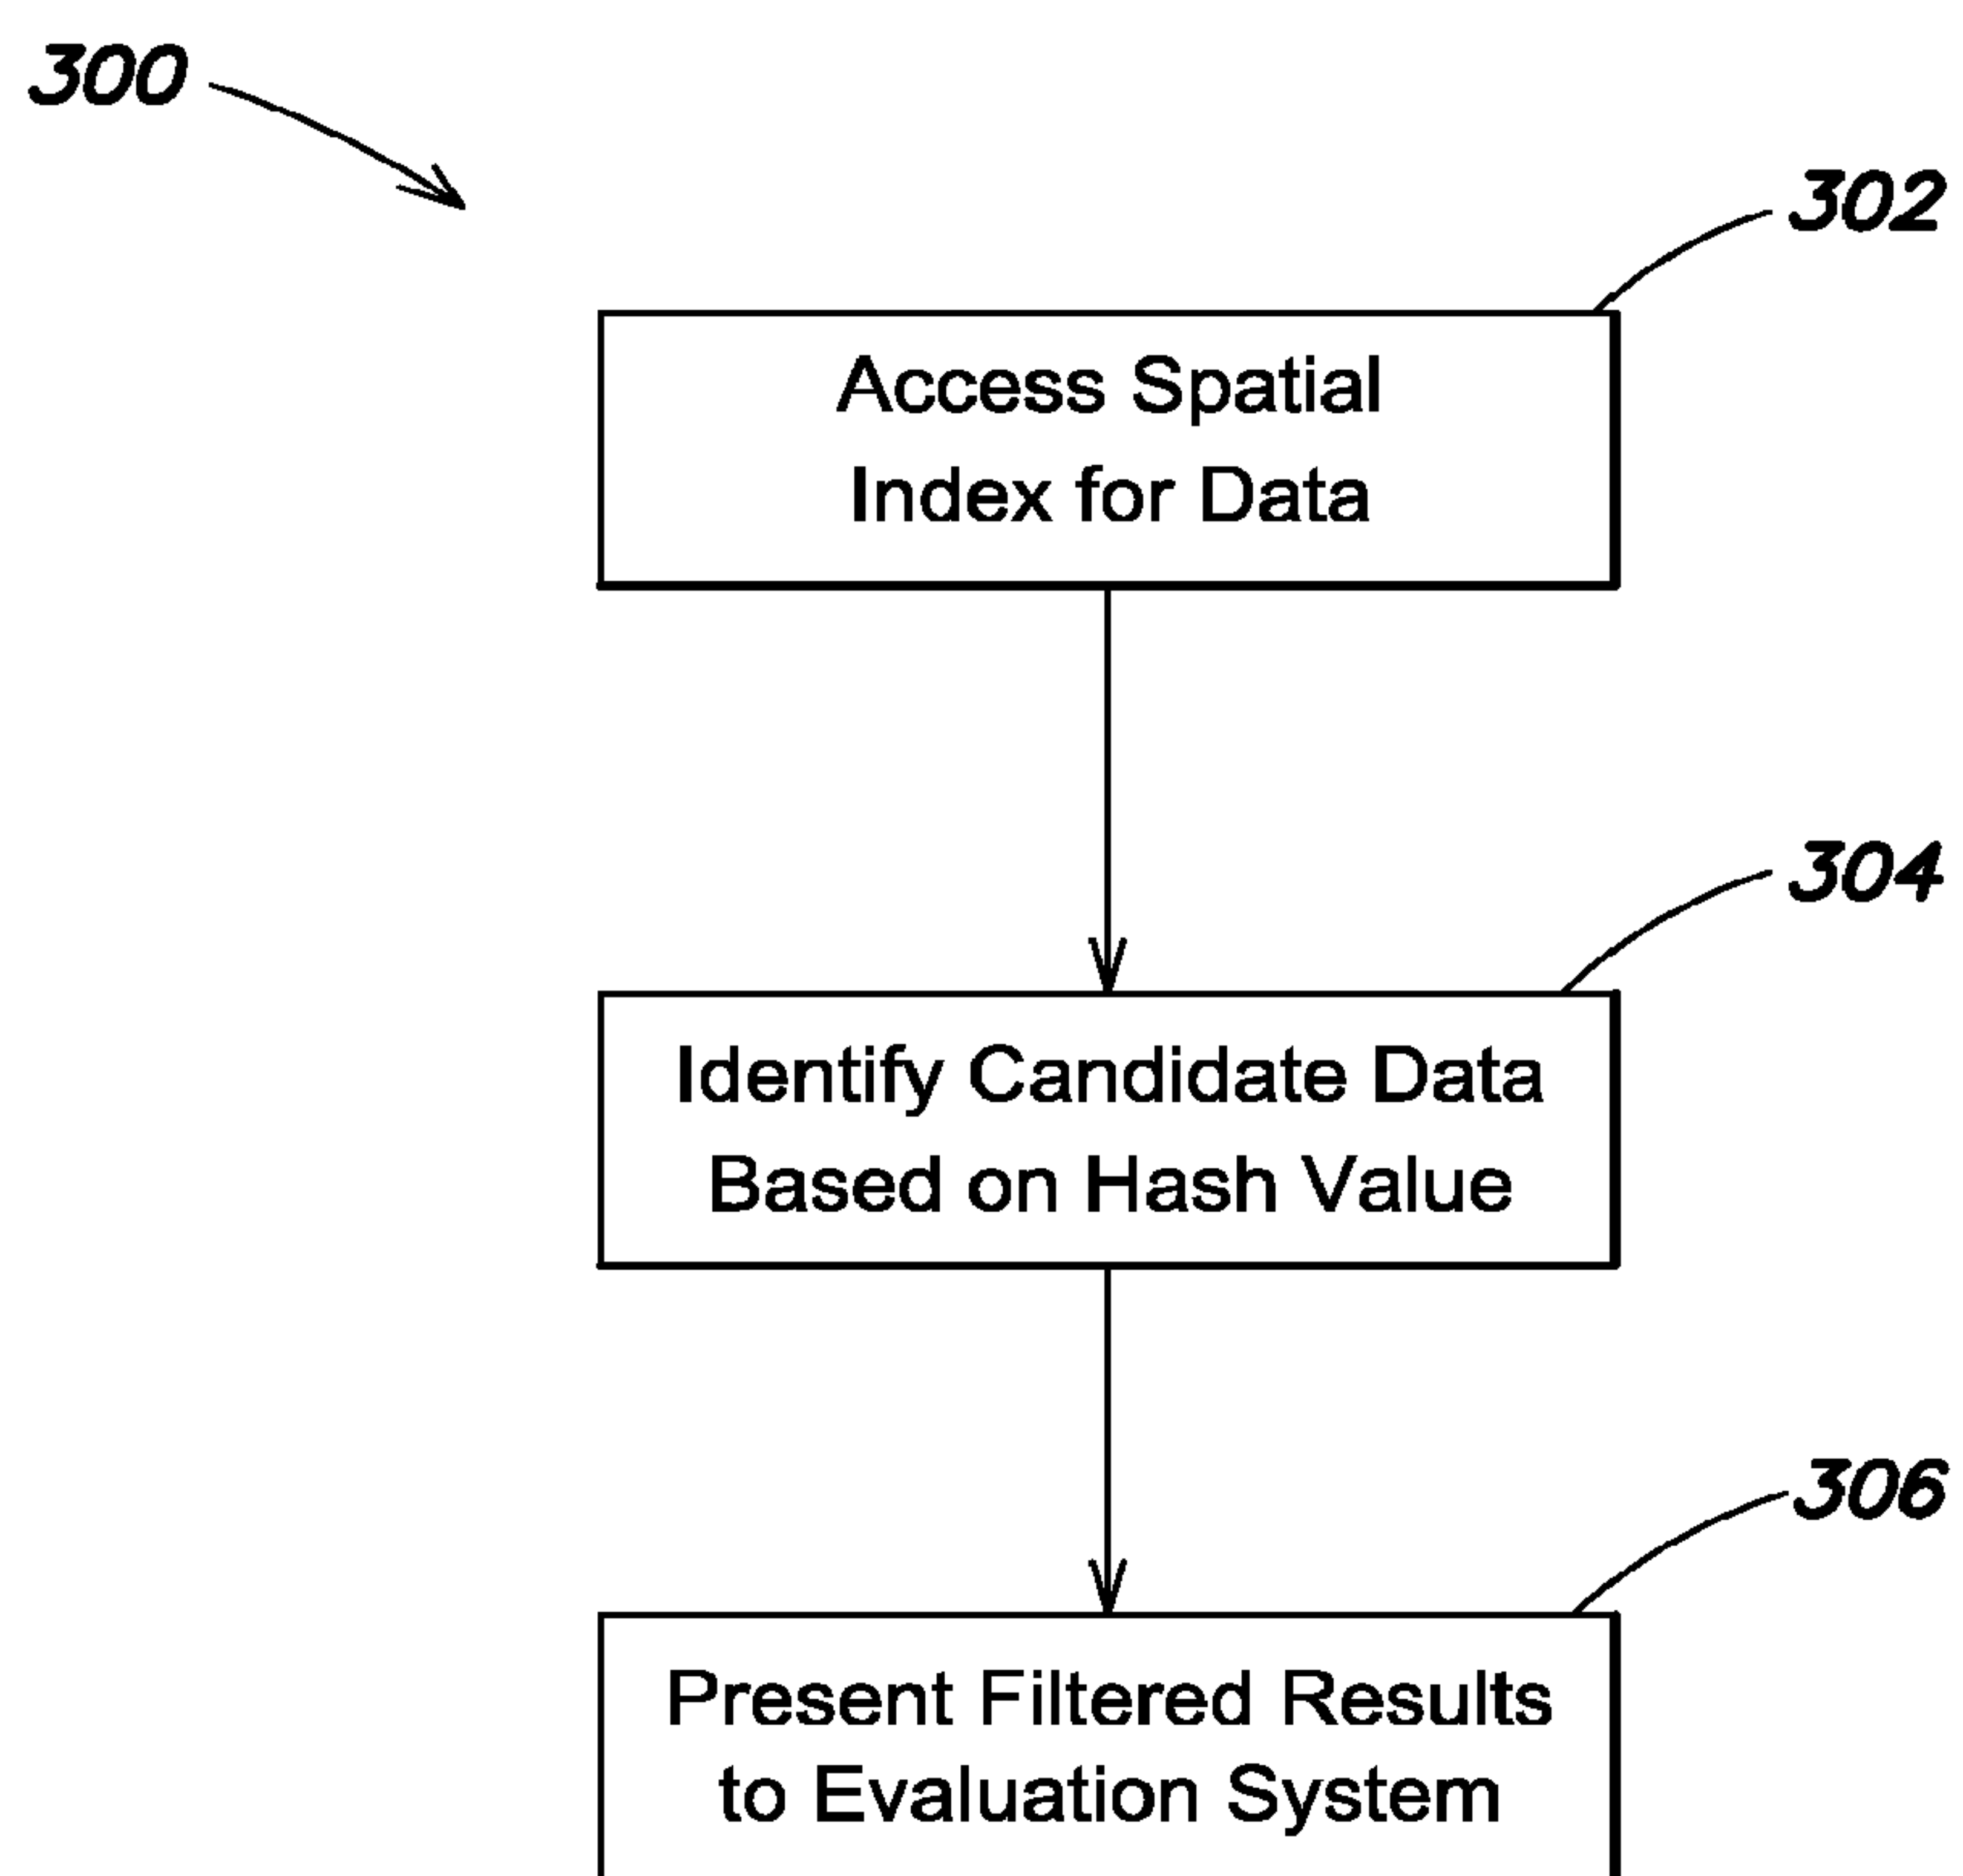 300
302
Access Spatial
Index for Data
304
Identify Candidate Data
Based on Hash Value
306
Present Filtered Results
to Evaluation System